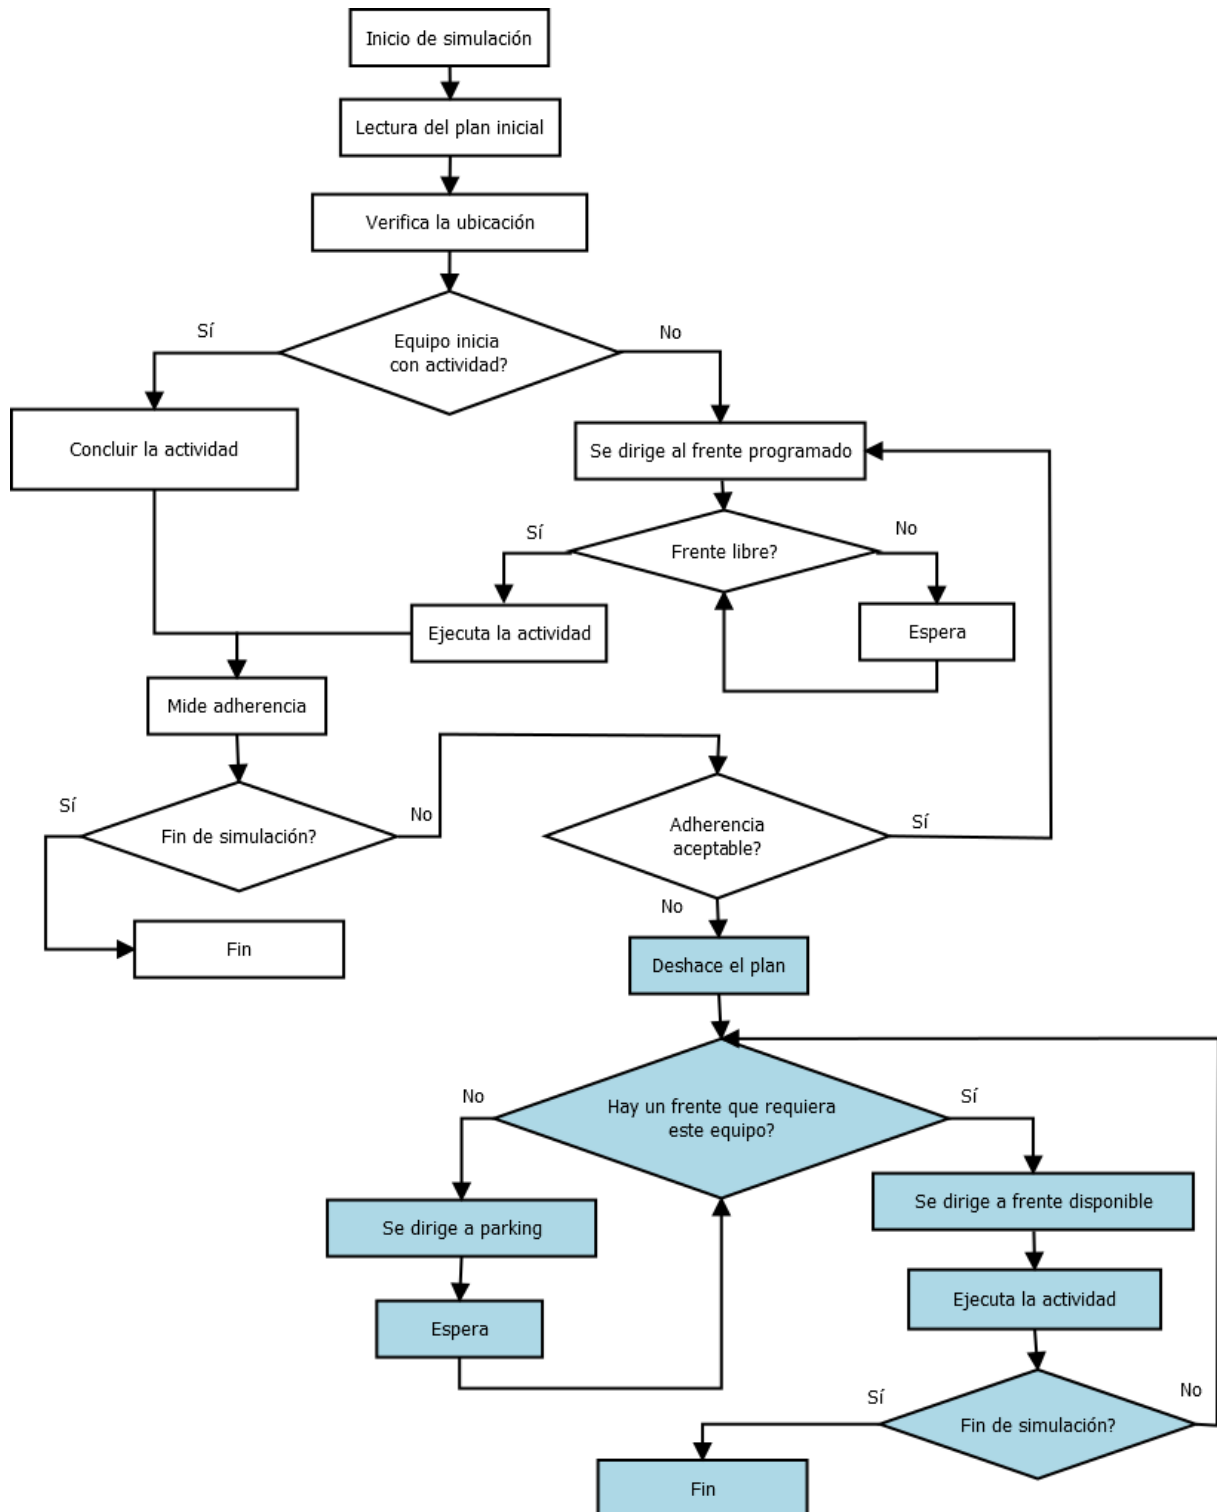 Inicio de simulación
Lectura del plan inicial
Verifica la ubicación
Sí
No
Equipo inicia
con actividad?
Concluir la actividad
Se dirige al frente programado
Sí
No
Frente libre?
Ejecuta la actividad
Espera
Mide adherencia
Sí
No
Fin de simulación?
Adherencia
aceptable?
Sí
No
Fin
Deshace el plan
No
Sí
Hay un frente que requiera
este equipo?
Se dirige a parking
Se dirige a frente disponible
Espera
Ejecuta la actividad
Sí
No
Fin de simulación?
Fin